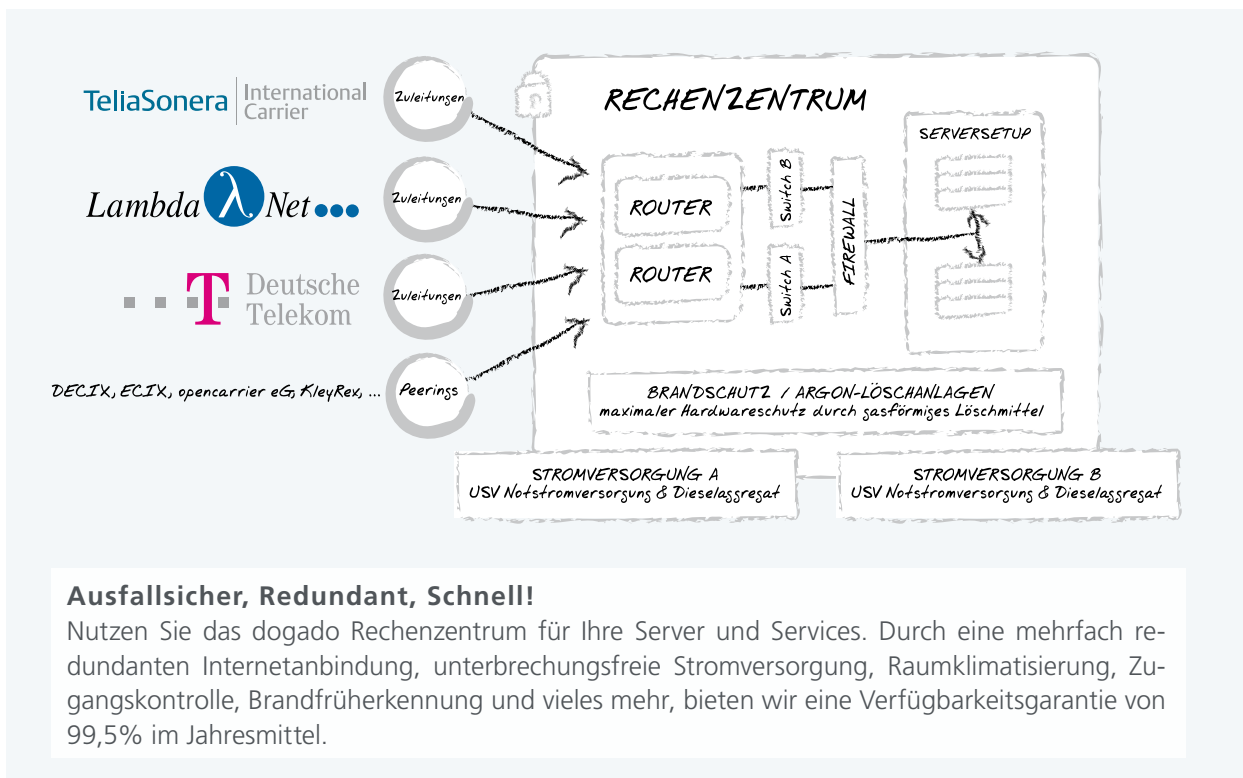 TeliaSonera International
Carrier
Zuleitungen
Lambda λ Net
Zuleitungen
T Deutsche
Telekom
Zuleitungen
DECIX, ECIX, opencarrier eG, KleyRex, ...
Peerings
RECHENZENTRUM
ROUTER
ROUTER
Switch B
Switch A
FIREWALL
SERVERSETUP
BRANDSCHUTZ / ARGON-LÖSCHANLAGEN
maximaler Hardwareschutz durch gasförmiges Löschmittel
STROMVERSORGUNG A
USV Notstromversorgung & Dieselaggregat
STROMVERSORGUNG B
USV Notstromversorgung & Dieselaggregat
Ausfallsicher, Redundant, Schnell!
Nutzen Sie das dogado Rechenzentrum für Ihre Server und Services. Durch eine mehrfach re-
dundanten Internetanbindung, unterbrechungsfreie Stromversorgung, Raumklimatisierung, Zu-
gangskontrolle, Brandfrüherkennung und vieles mehr, bieten wir eine Verfügbarkeitsgarantie von
99,5% im Jahresmittel.